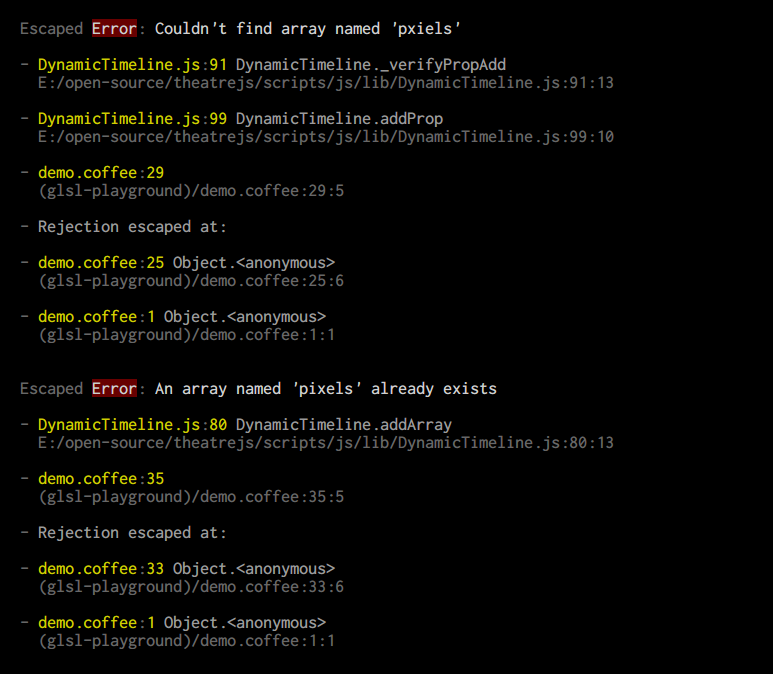 Escaped Error: Couldn't find array named 'pxiels'
- DynamicTimeline.js:91 DynamicTimeline._verifyPropAdd
E:/open-source/theatrejs/scripts/js/lib/DynamicTimeline.js:91:13
- DynamicTimeline.js:99 DynamicTimeline.addProp
E:/open-source/theatrejs/scripts/js/lib/DynamicTimeline.js:99:10
- demo.coffee:29
(glsl-playground)/demo.coffee:29:5
- Rejection escaped at:
- demo.coffee:25 Object.<anonymous>
(glsl-playground)/demo.coffee:25:6
- demo.coffee:1 Object.<anonymous>
(glsl-playground)/demo.coffee:1:1
Escaped Error: An array named 'pixels' already exists
- DynamicTimeline.js:80 DynamicTimeline.addArray
E:/open-source/theatrejs/scripts/js/lib/DynamicTimeline.js:80:13
- demo.coffee:35
(glsl-playground)/demo.coffee:35:5
- Rejection escaped at:
- demo.coffee:33 Object.<anonymous>
(glsl-playground)/demo.coffee:33:6
- demo.coffee:1 Object.<anonymous>
(glsl-playground)/demo.coffee:1:1